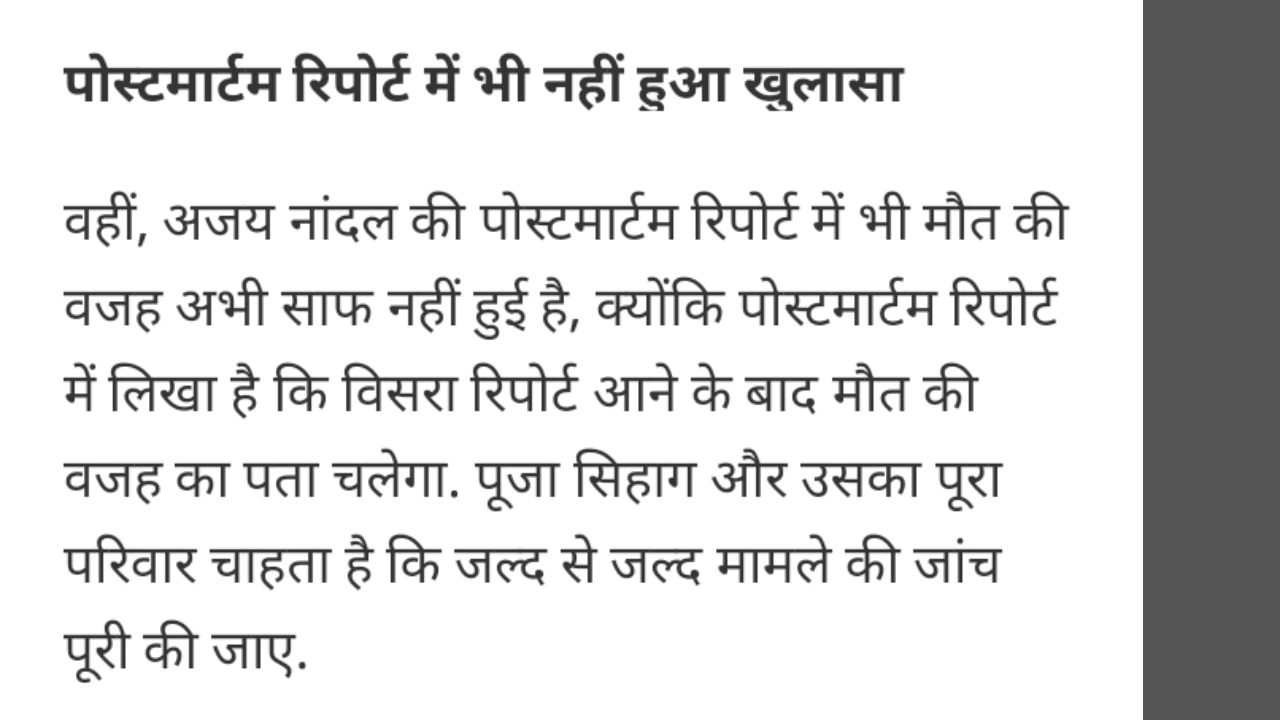 पोस्टमार्टम रिपोर्ट में भी नहीं हुआ खुलासा
वहीं, अजय नांदल की पोस्टमार्टम रिपोर्ट में भी मौत की
वजह अभी साफ नहीं हुई है, क्योंकि पोस्टमार्टम रिपोर्ट
में लिखा है कि विसरा रिपोर्ट आने के बाद मौत की
वजह का पता चलेगा. पूजा सिहाग और उसका पूरा
परिवार चाहता है कि जल्द से जल्द मामले की जांच
पूरी की जाए.